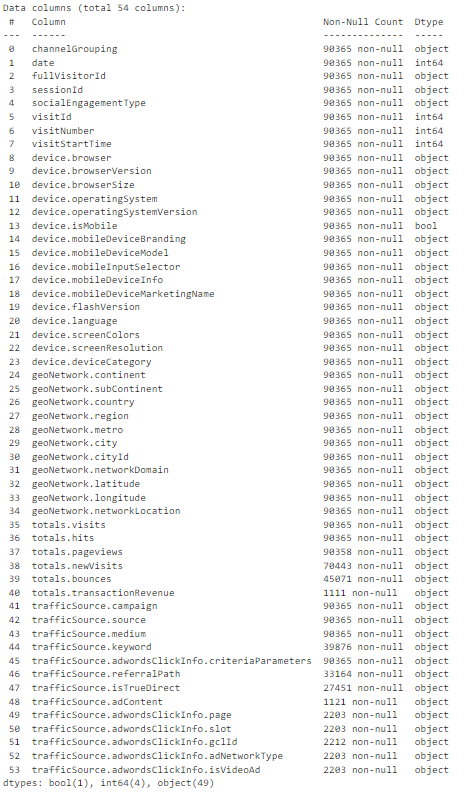 Data columns (total 54 columns):
 #   Column                                       Non-Null Count  Dtype
---  ------                                       --------------  -----
 0   channelGrouping                              90365 non-null  object
 1   date                                         90365 non-null  int64
 2   fullVisitorId                                90365 non-null  object
 3   sessionId                                    90365 non-null  object
 4   socialEngagementType                         90365 non-null  object
 5   visitId                                      90365 non-null  int64
 6   visitNumber                                  90365 non-null  int64
 7   visitStartTime                               90365 non-null  int64
 8   device.browser                               90365 non-null  object
 9   device.browserVersion                        90365 non-null  object
 10  device.browserSize                           90365 non-null  object
 11  device.operatingSystem                       90365 non-null  object
 12  device.operatingSystemVersion                90365 non-null  object
 13  device.isMobile                              90365 non-null  bool
 14  device.mobileDeviceBranding                  90365 non-null  object
 15  device.mobileDeviceModel                     90365 non-null  object
 16  device.mobileInputSelector                   90365 non-null  object
 17  device.mobileDeviceInfo                      90365 non-null  object
 18  device.mobileDeviceMarketingName             90365 non-null  object
 19  device.flashVersion                          90365 non-null  object
 20  device.language                              90365 non-null  object
 21  device.screenColors                          90365 non-null  object
 22  device.screenResolution                      90365 non-null  object
 23  device.deviceCategory                        90365 non-null  object
 24  geoNetwork.continent                         90365 non-null  object
 25  geoNetwork.subContinent                      90365 non-null  object
 26  geoNetwork.country                           90365 non-null  object
 27  geoNetwork.region                            90365 non-null  object
 28  geoNetwork.metro                             90365 non-null  object
 29  geoNetwork.city                              90365 non-null  object
 30  geoNetwork.cityId                            90365 non-null  object
 31  geoNetwork.networkDomain                     90365 non-null  object
 32  geoNetwork.latitude                          90365 non-null  object
 33  geoNetwork.longitude                         90365 non-null  object
 34  geoNetwork.networkLocation                   90365 non-null  object
 35  totals.visits                                90365 non-null  object
 36  totals.hits                                  90365 non-null  object
 37  totals.pageviews                             90358 non-null  object
 38  totals.newVisits                             70443 non-null  object
 39  totals.bounces                               45071 non-null  object
 40  totals.transactionRevenue                    1111 non-null   object
 41  trafficSource.campaign                       90365 non-null  object
 42  trafficSource.source                         90365 non-null  object
 43  trafficSource.medium                         90365 non-null  object
 44  trafficSource.keyword                        39876 non-null  object
 45  trafficSource.adwordsClickInfo.criteriaParameters  90365 non-null  object
 46  trafficSource.referralPath                   33164 non-null  object
 47  trafficSource.isTrueDirect                   27451 non-null  object
 48  trafficSource.adContent                      1121 non-null   object
 49  trafficSource.adwordsClickInfo.page          2203 non-null   object
 50  trafficSource.adwordsClickInfo.slot          2203 non-null   object
 51  trafficSource.adwordsClickInfo.gclId         2212 non-null   object
 52  trafficSource.adwordsClickInfo.adNetworkType  2203 non-null   object
 53  trafficSource.adwordsClickInfo.isVideoAd     2203 non-null   object
dtypes: bool(1), int64(4), object(49)